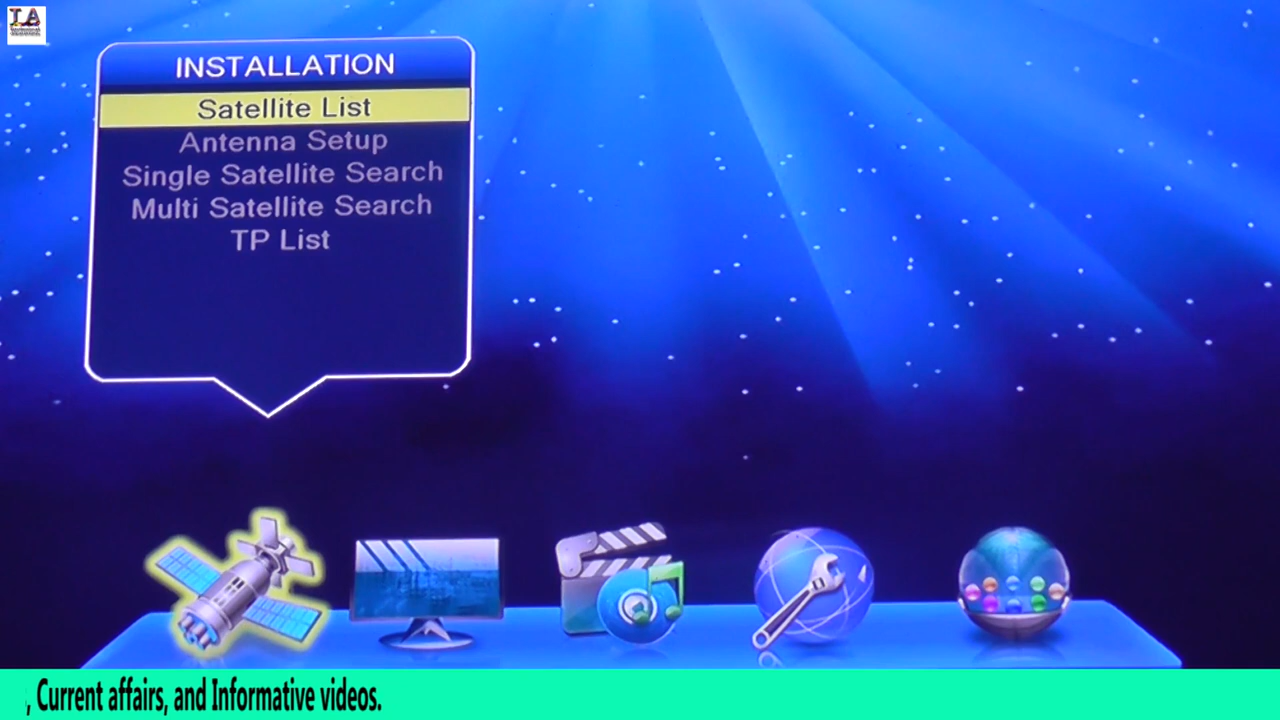 INSTALLATION
Satellite List
Antenna Setup
Single Satellite Search
Multi Satellite Search
TP List
, Current affairs, and Informative videos.